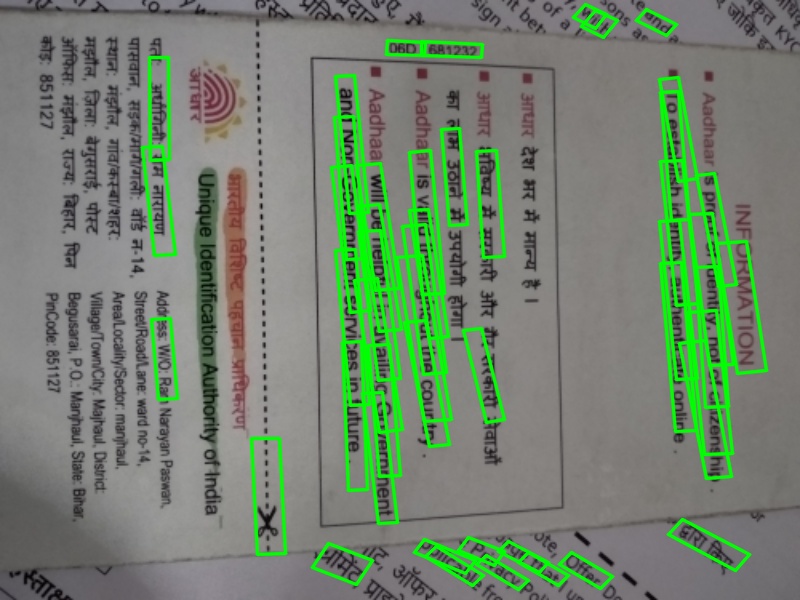 INFORMATION
Aadhaar is proof of identity, not of citizenship.
To establish identity, authenticate online.
आधार देश भर में मान्य है।
आधार भविष्य में सरकारी और गैर सरकारी सेवाओं
का लाभ उठाने में उपयोगी होगा।
Aadhaar is valid throughout the country.
Aadhaar will be helpful in availing Government
and Non-Government services in future.
06D 681232
भारतीय विशिष्ट पहचान प्राधिकरण
Unique Identification Authority of India
आधार
अर्धांगिनी: राम नारायण
पासवान, सड़क/मार्ग/गली: वॉर्ड न-14,
स्थान: मंझौल, गांव/कस्बा/शहर:
मझौल, जिला: बेगुसराई, पोस्ट
ऑफिस: मंझौल, राज्य: बिहार, पिन
कोड: 851127
Address: W/O: Ram Narayan Paswan,
Street/Road/Lane: ward no-14,
Area/Locality/Sector: manjhaul,
Village/Town/City: Majhaul, District:
Begusarai, P.O.: Manjhaul, State: Bihar,
PinCode: 851127
and
Privacy
Offer